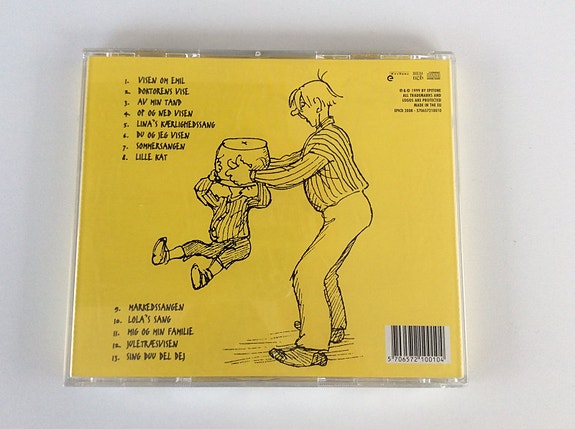 1. VISEN OM EMIL
2. DOKTORENS VISE
3. AV MIN TAND
4. OP OG NED VISEN
5. LINA'S KÆRLIGHEDSSANG
6. DU OG JEG VISEN
7. SOMMERSANGEN
8. LILLE KAT
9. MARKEDSSANGEN
10. LOLA'S SANG
11. MIG OG MIN FAMILIE
12. JULETRÆSVISEN
13. SING DUU DEL DEJ
℗ & © 1999 BY SPITONE
ALL TRADEMARKS AND
LOGOS ARE PROTECTED
MADE IN THE EU
5 706572 100104